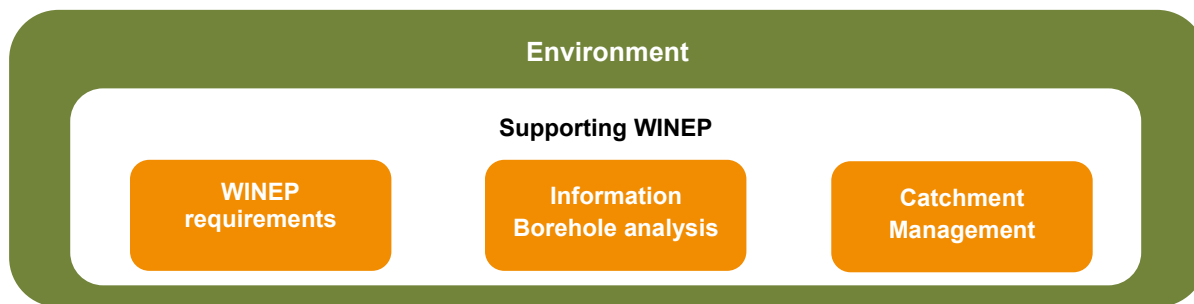 Environment
Supporting WINEP
WINEP
requirements
Information
Borehole analysis
Catchment
Management